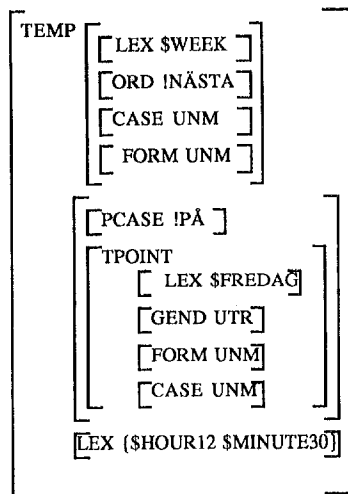 TEMP
LEX $WEEK
ORD !NÄSTA
CASE UNM
FORM UNM
PCASE !PÅ
TPOINT
LEX $FREDAG
GEND UTR
FORM UNM
CASE UNM
LEX ($HOUR12 $MINUTE30)